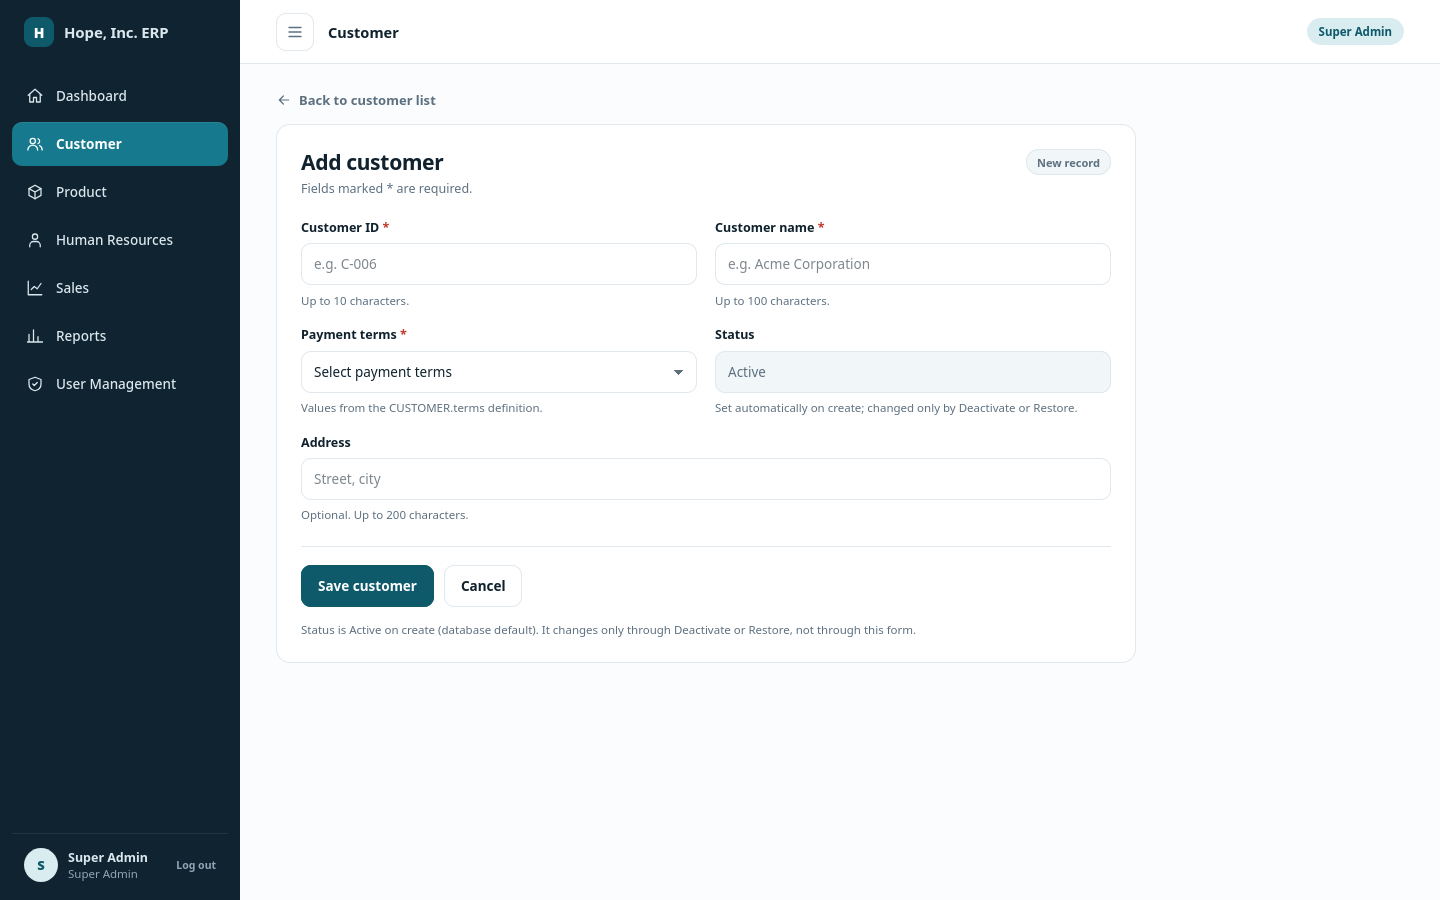 H Hope, Inc. ERP
Dashboard
Customer
Product
Human Resources
Sales
Reports
User Management
S Super Admin
Super Admin
Log out
Customer
Super Admin
Back to customer list
Add customer
New record
Fields marked * are required.
Customer ID *
e.g. C-006
Up to 10 characters.
Customer name *
e.g. Acme Corporation
Up to 100 characters.
Payment terms *
Select payment terms
Values from the CUSTOMER.terms definition.
Status
Active
Set automatically on create; changed only by Deactivate or Restore.
Address
Street, city
Optional. Up to 200 characters.
Save customer
Cancel
Status is Active on create (database default). It changes only through Deactivate or Restore, not through this form.